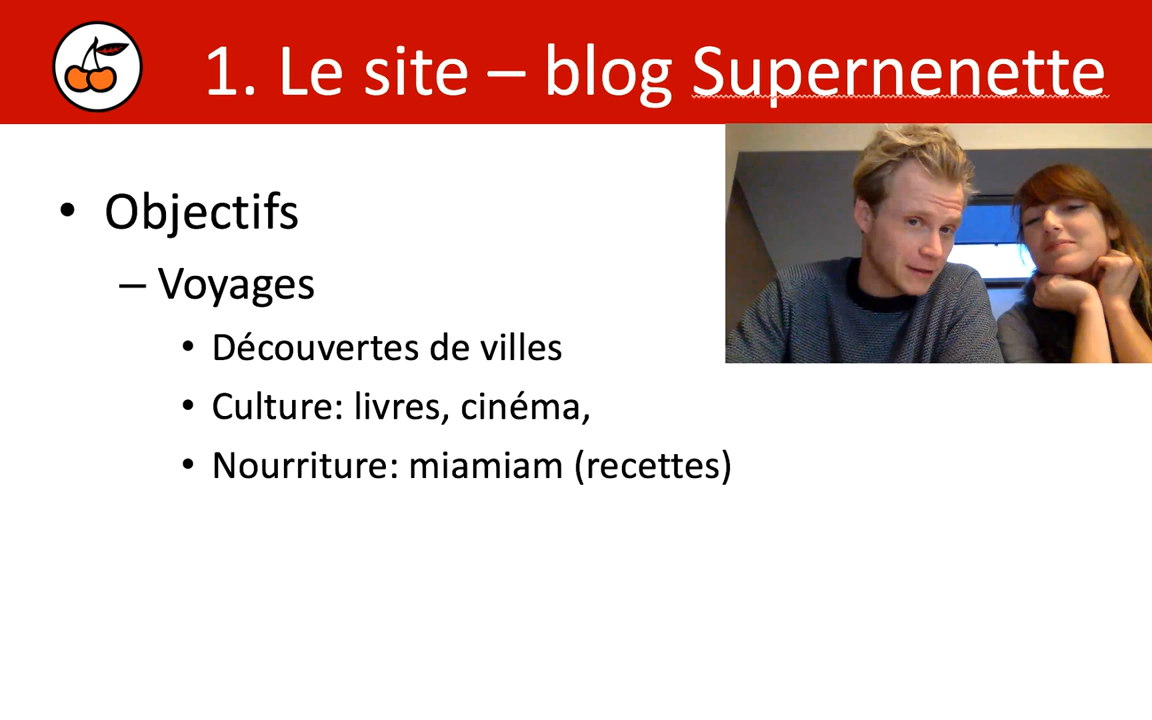 1. Le site – blog Supernenette
• Objectifs
– Voyages
• Découvertes de villes
• Culture: livres, cinéma,
• Nourriture: miamiam (recettes)